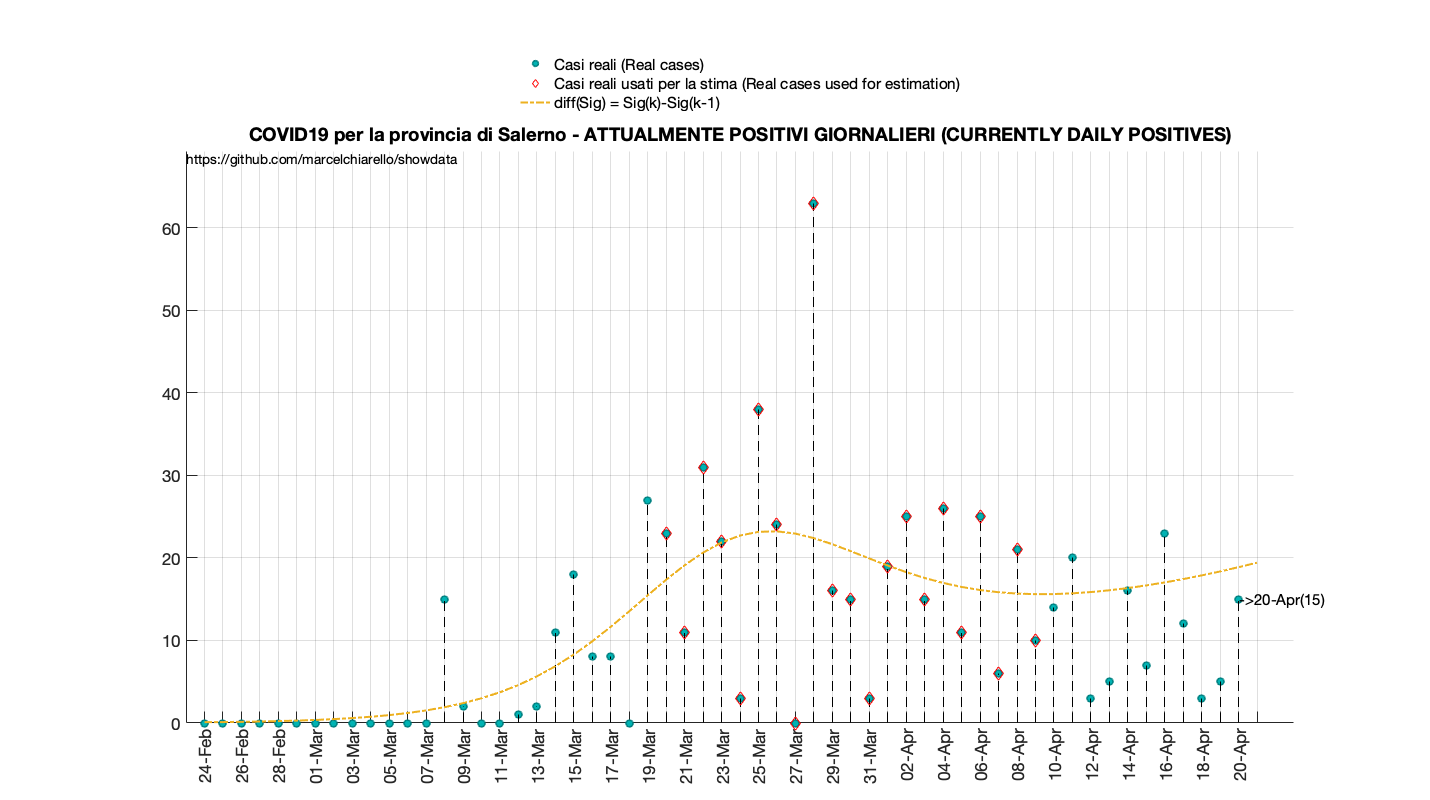 Casi reali (Real cases)
Casi reali usati per la stima (Real cases used for estimation)
diff(Sig) = Sig(k)-Sig(k-1)
COVID19 per la provincia di Salerno - ATTUALMENTE POSITIVI GIORNALIERI (CURRENTLY DAILY POSITIVES)
https://github.com/marcelchiarello/showdata
60
50
40
30
20
10
0
->20-Apr(15)
24-Feb
26-Feb
28-Feb
01-Mar
03-Mar
05-Mar
07-Mar
09-Mar
11-Mar
13-Mar
15-Mar
17-Mar
19-Mar
21-Mar
23-Mar
25-Mar
27-Mar
29-Mar
31-Mar
02-Apr
04-Apr
06-Apr
08-Apr
10-Apr
12-Apr
14-Apr
16-Apr
18-Apr
20-Apr